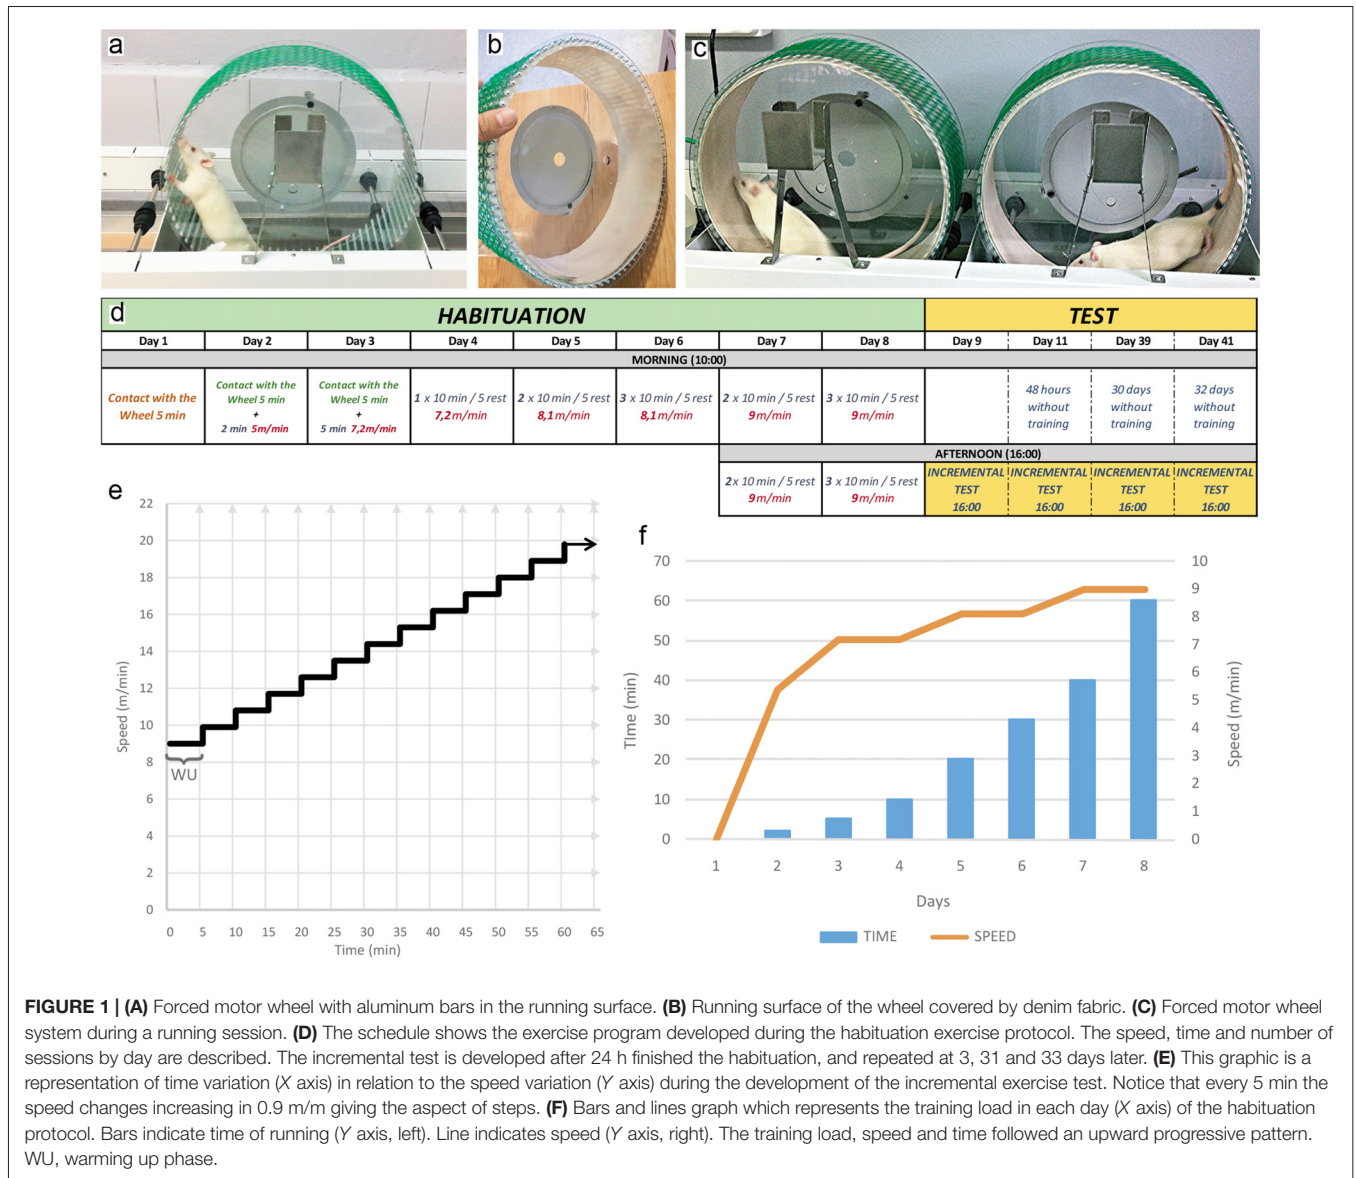 a
b
c
d
HABITUATION
TEST
Day 1
Day 2
Day 3
Day 4
Day 5
Day 6
Day 7
Day 8
Day 9
Day 11
Day 39
Day 41
MORNING (10:00)
Contact with the
Wheel 5 min
Contact with the
Wheel 5 min
+
2 min 5m/min
Contact with the
Wheel 5 min
+
5 min 7,2m/min
1 x 10 min / 5 rest
7,2m/min
2 x 10 min / 5 rest
8,1m/min
3 x 10 min / 5 rest
8,1m/min
2 x 10 min / 5 rest
9m/min
3 x 10 min / 5 rest
9m/min
48 hours
without
training
30 days
without
training
32 days
without
training
AFTERNOON (16:00)
2 x 10 min / 5 rest
9m/min
3 x 10 min / 5 rest
9m/min
INCREMENTAL
TEST
16:00
INCREMENTAL
TEST
16:00
INCREMENTAL
TEST
16:00
INCREMENTAL
TEST
16:00
e
22
20
18
16
14
12
10
8
6
4
2
0
Speed (m/min)
WU
0 5 10 15 20 25 30 35 40 45 50 55 60 65
Time (min)
f
70
60
50
40
30
20
10
0
Time (min)
10
9
8
7
6
5
4
3
2
1
0
Speed (m/min)
1 2 3 4 5 6 7 8
Days
TIME SPEED
FIGURE 1 | (A) Forced motor wheel with aluminum bars in the running surface. (B) Running surface of the wheel covered by denim fabric. (C) Forced motor wheel
system during a running session. (D) The schedule shows the exercise program developed during the habituation exercise protocol. The speed, time and number of
sessions by day are described. The incremental test is developed after 24 h finished the habituation, and repeated at 3, 31 and 33 days later. (E) This graphic is a
representation of time variation (X axis) in relation to the speed variation (Y axis) during the development of the incremental exercise test. Notice that every 5 min the
speed changes increasing in 0.9 m/m giving the aspect of steps. (F) Bars and lines graph which represents the training load in each day (X axis) of the habituation
protocol. Bars indicate time of running (Y axis, left). Line indicates speed (Y axis, right). The training load, speed and time followed an upward progressive pattern.
WU, warming up phase.